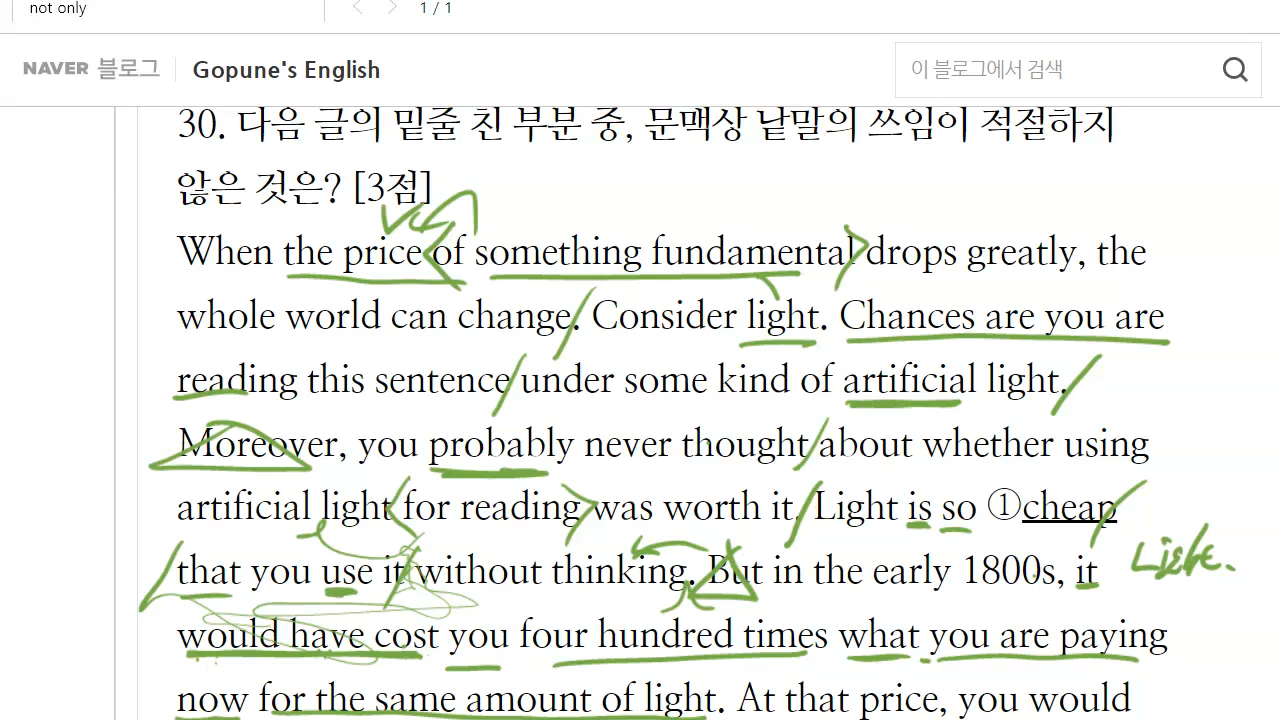 not only
1 / 1
NAVER 블로그 Gopune's English 이 블로그에서 검색
30. 다음 글의 밑줄 친 부분 중, 문맥상 낱말의 쓰임이 적절하지
않은 것은? [3점]
When the price of something fundamental drops greatly, the
whole world can change. Consider light. Chances are you are
reading this sentence under some kind of artificial light.
Moreover, you probably never thought about whether using
artificial light for reading was worth it. Light is so ①cheap
that you use it without thinking. But in the early 1800s, it
Light.
would have cost you four hundred times what you are paying
now for the same amount of light. At that price, you would